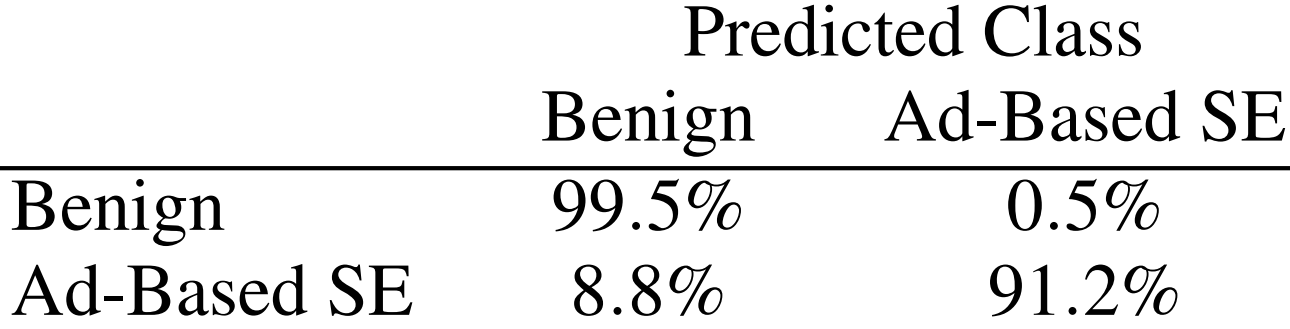 Predicted Class
Benign Ad-Based SE
Benign 99.5% 0.5%
Ad-Based SE 8.8% 91.2%